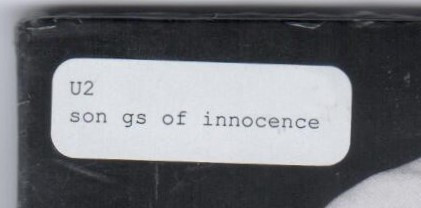 U2
son gs of innocence